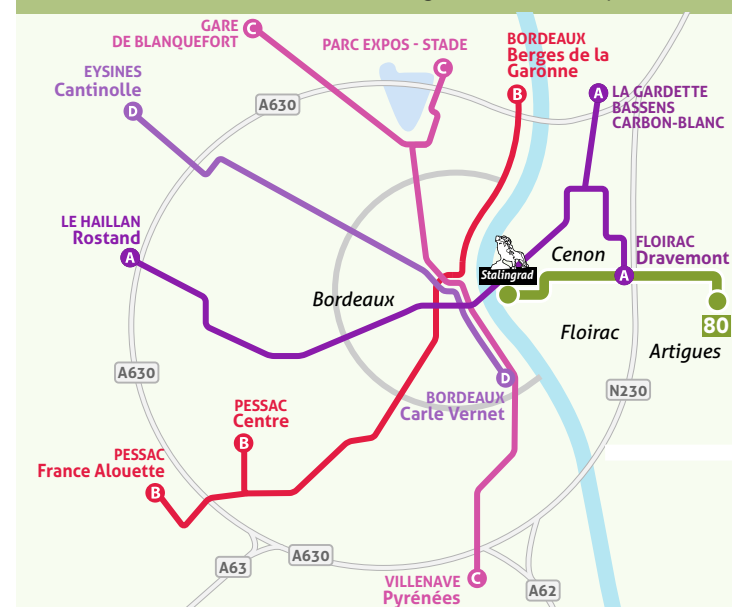 GARE
DE BLANQUEFORT
C
PARC EXPOS - STADE
C
BORDEAUX
Berges de la
Garonne
B
EYSINES
Cantinolle
D
A630
A
LA GARDETTE
BASSENS
CARBON-BLANC
LE HAILLAN
Rostand
A
Stalingrad
Cenon
FLOIRAC
Dravemont
A
Bordeaux
Floirac
80
Artigues
A630
N230
D
BORDEAUX
Carle Vernet
PESSAC
Centre
B
PESSAC
France Alouette
B
A63
A630
VILLENAVE
Pyrénées
C
A62